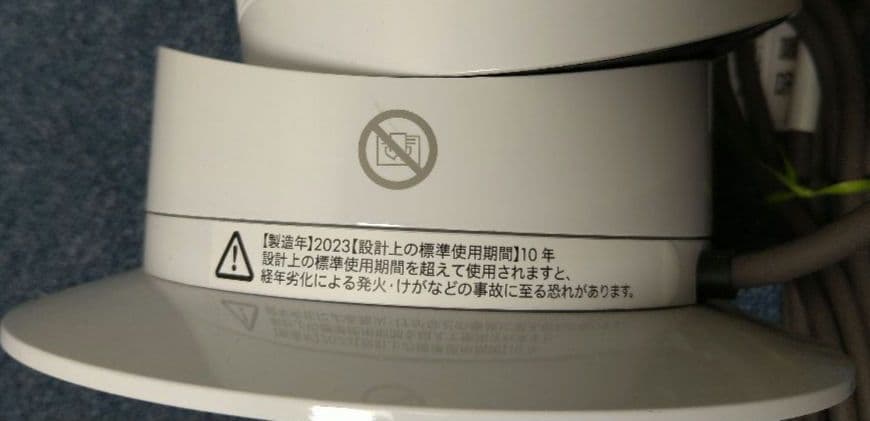 【製造年】2023【設計上の標準使用期間】10年
設計上の標準使用期間を超えて使用されますと、
経年劣化による発火・けがなどの事故に至る恐れがあります。